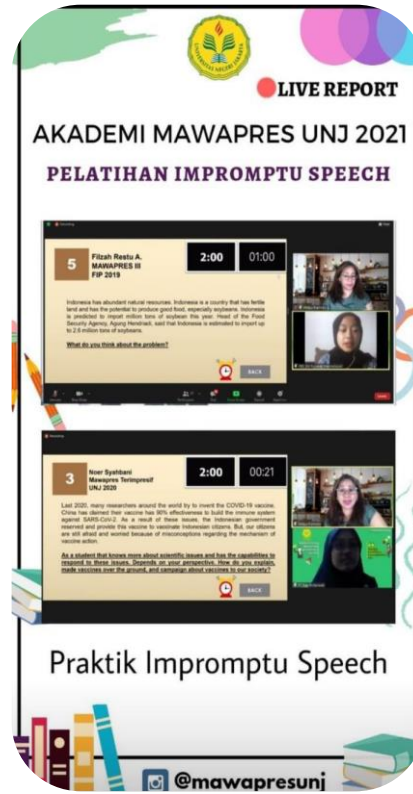 UNIVERSITAS NEGERI JAKARTA
LIVE REPORT
AKADEMI MAWAPRES UNJ 2021
PELATIHAN IMPROMPTU SPEECH
5
Filzah Restu A.
MAWAPRES III
FIP 2019
2:00
01:00
Indonesia has abundant natural resources. Indonesia is a country that has fertile
land and has the potential to produce good food, especially soybeans. Indonesia
is predicted to import million tons of soybean this year. Head of the Food
Security Agency, Agung Hendriadi, said that Indonesia is estimated to import up
to 2.6 million tons of soybeans.
What do you think about the problem?
BACK
3
Noer Syahbani
Mawapres Terimpresif
UNJ 2020
2:00
00:21
Last 2020, many researchers around the world try to invent the COVID-19 vaccine.
China has claimed their vaccine has 90% effectiveness to build the immune system
against SARS-CoV-2. As a result of these issues, the Indonesian government
reserved and provide this vaccine to vaccinate Indonesian citizens. But, our citizens
are still afraid and worried because of misconceptions regarding the mechanism of
vaccine action.
As a student that knows more about scientific issues and has the capabilities to
respond to these issues. Depends on your perspective. How do you explain,
made vaccines over the ground, and campaign about vaccines to our society?
BACK
Praktik Impromptu Speech
@mawapresunj